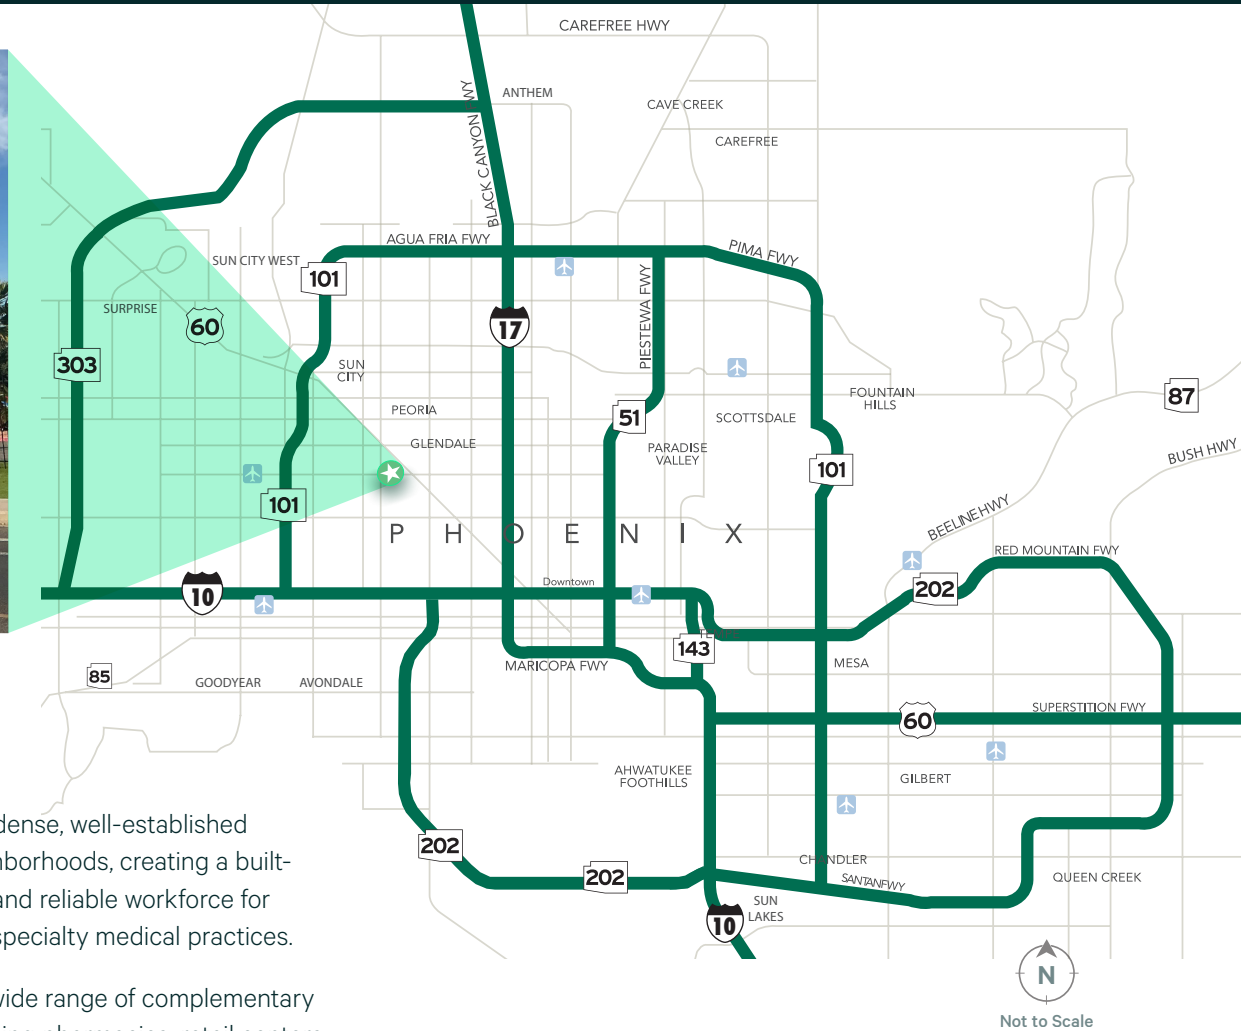 CAREFREE HWY
BLACK CANYON FWY
ANTHEM
CAVE CREEK
CAREFREE
AGUA FRIA FWY
PIMA FWY
SUN CITY WEST
101
PIESTEWA FWY
SURPRISE
60
17
303
SUN
CITY
FOUNTAIN
HILLS
87
PEORIA
51
SCOTTSDALE
GLENDALE
PARADISE
VALLEY
BUSH HWY
101
101
BEELINE HWY
PHOENIX
RED MOUNTAIN FWY
Downtown
202
10
TEMPE
143
MARICOPA FWY
MESA
85
GOODYEAR
AVONDALE
SUPERSTITION FWY
60
AHWATUKEE
FOOTHILLS
GILBERT
dense, well-established
nborhoods, creating a built-
and reliable workforce for
specialty medical practices.
202
CHANDLER
202
SANTAN FWY
QUEEN CREEK
SUN
LAKES
10
N
Not to Scale
wide range of complementary